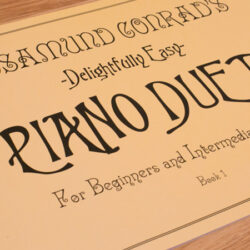 SAMUND CONRAD'S
-Delightfully Easy-
PIANO DUET
For Beginners and Intermedia
Book 1